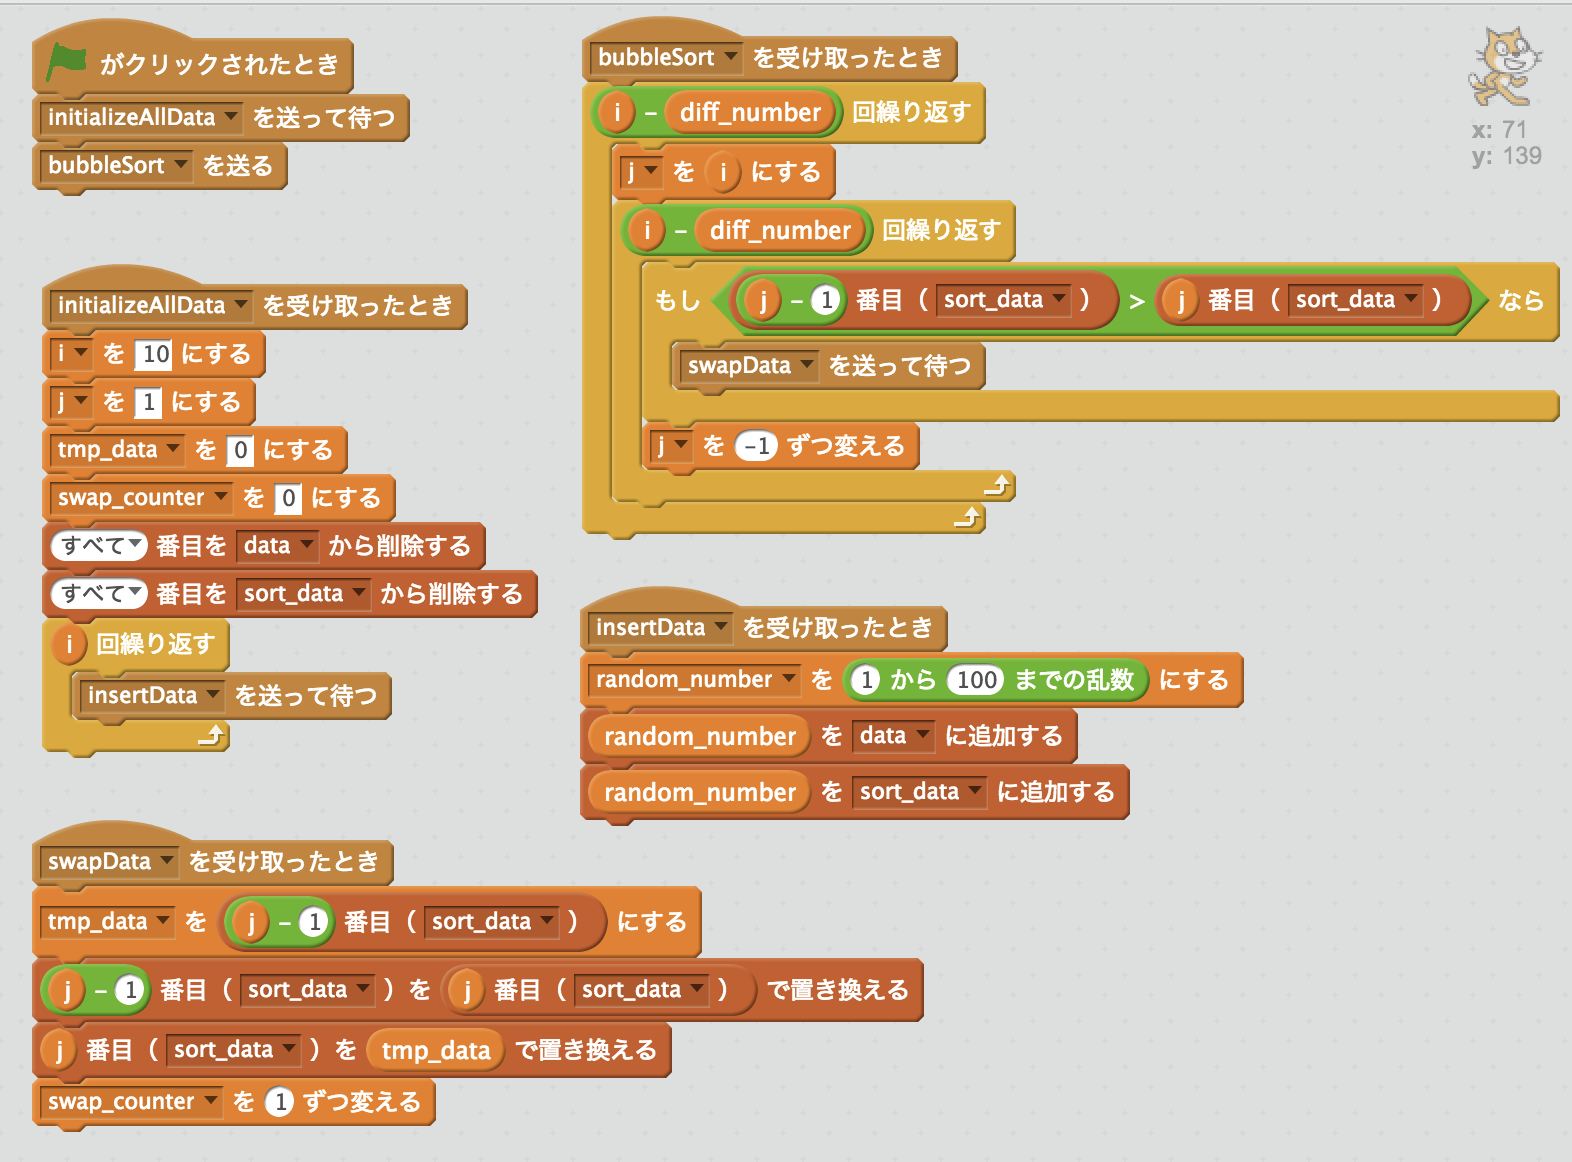 がクリックされたとき
initializeAllData を送って待つ
bubbleSort を送る
initializeAllData を受け取ったとき
i を 10 にする
j を 1 にする
tmp_data を 0 にする
swap_counter を 0 にする
すべて 番目を data から削除する
すべて 番目を sort_data から削除する
i 回繰り返す
insertData を送って待つ
swapData を受け取ったとき
tmp_data を j - 1 番目 ( sort_data ) にする
j - 1 番目 ( sort_data ) を j 番目 ( sort_data ) で置き換える
j 番目 ( sort_data ) を tmp_data で置き換える
swap_counter を 1 ずつ変える
bubbleSort を受け取ったとき
i - diff_number 回繰り返す
j を i にする
i - diff_number 回繰り返す
もし j - 1 番目 ( sort_data ) > j 番目 ( sort_data ) なら
swapData を送って待つ
j を -1 ずつ変える
insertData を受け取ったとき
random_number を 1 から 100 までの乱数 にする
random_number を data に追加する
random_number を sort_data に追加する
x: 71
y: 139